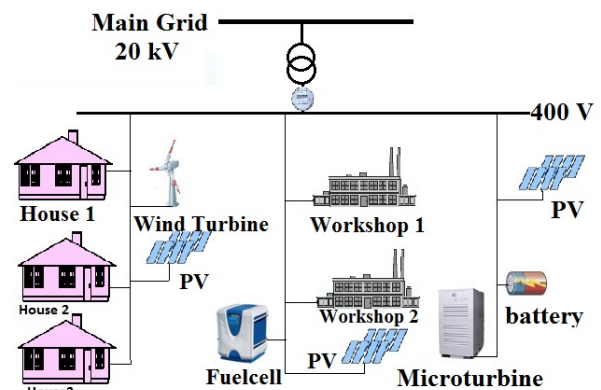 Main Grid
20 kV
400 V
House 1
Wind Turbine
Workshop 1
PV
PV
House 2
Workshop 2
battery
Fuelcell
PV
Microturbine